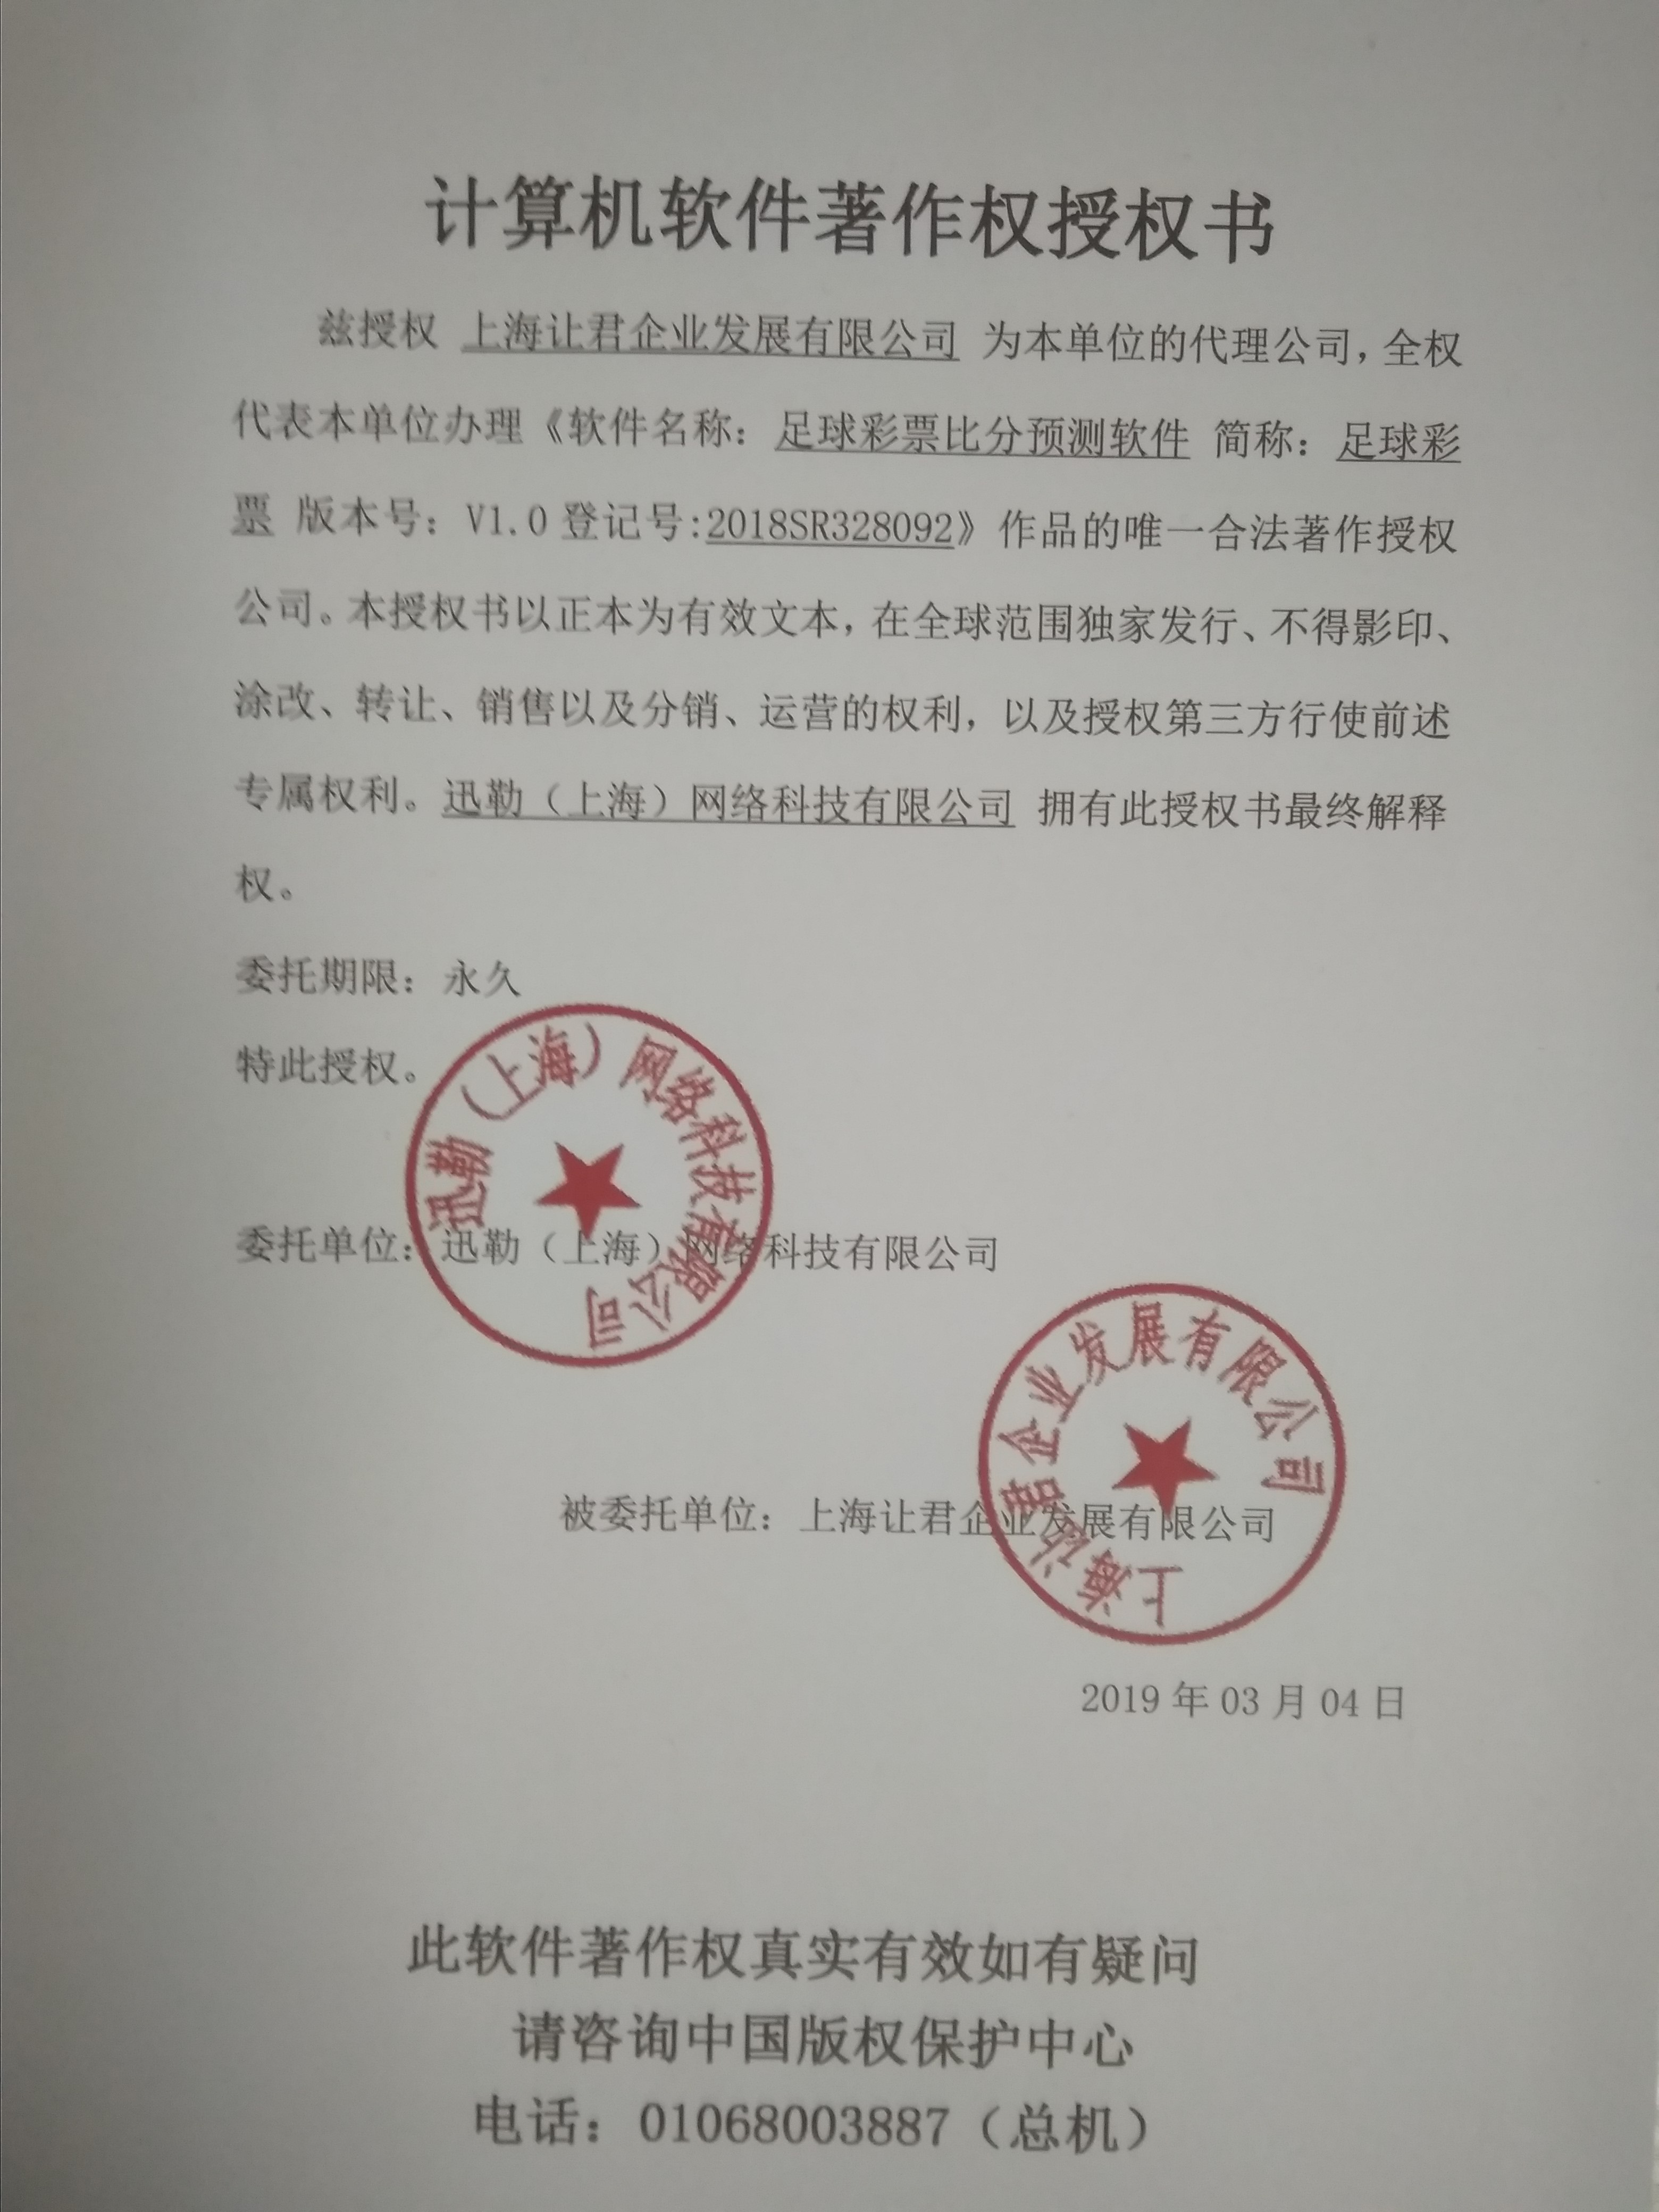 计算机软件著作权授权书
兹授权 上海让君企业发展有限公司 为本单位的代理公司，全权
代表本单位办理《软件名称：足球彩票比分预测软件 简称：足球彩
票 版本号：V1.0 登记号:2018SR328092》作品的唯一合法著作授权
公司。本授权书以正本为有效文本，在全球范围独家发行、不得影印、
涂改、转让、销售以及分销、运营的权利，以及授权第三方行使前述
专属权利。迅勒（上海）网络科技有限公司 拥有此授权书最终解释
权。
委托期限：永久
特此授权。
迅勒（上海）网络科技有限公司
委托单位：迅勒（上海）网络科技有限公司
上海让君企业发展有限公司
被委托单位：上海让君企业发展有限公司
2019 年 03 月 04 日
此软件著作权真实有效如有疑问
请咨询中国版权保护中心
电话：01068003887（总机）